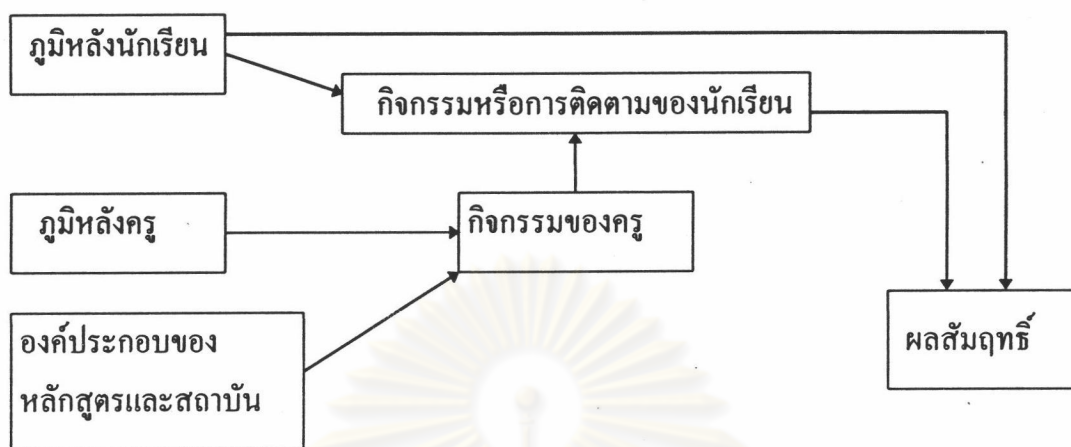 ภูมิหลังนักเรียน
กิจกรรมหรือการติดตามของนักเรียน
ภูมิหลังครู
กิจกรรมของครู
องค์ประกอบของ
หลักสูตรและสถาบัน
ผลสัมฤทธิ์